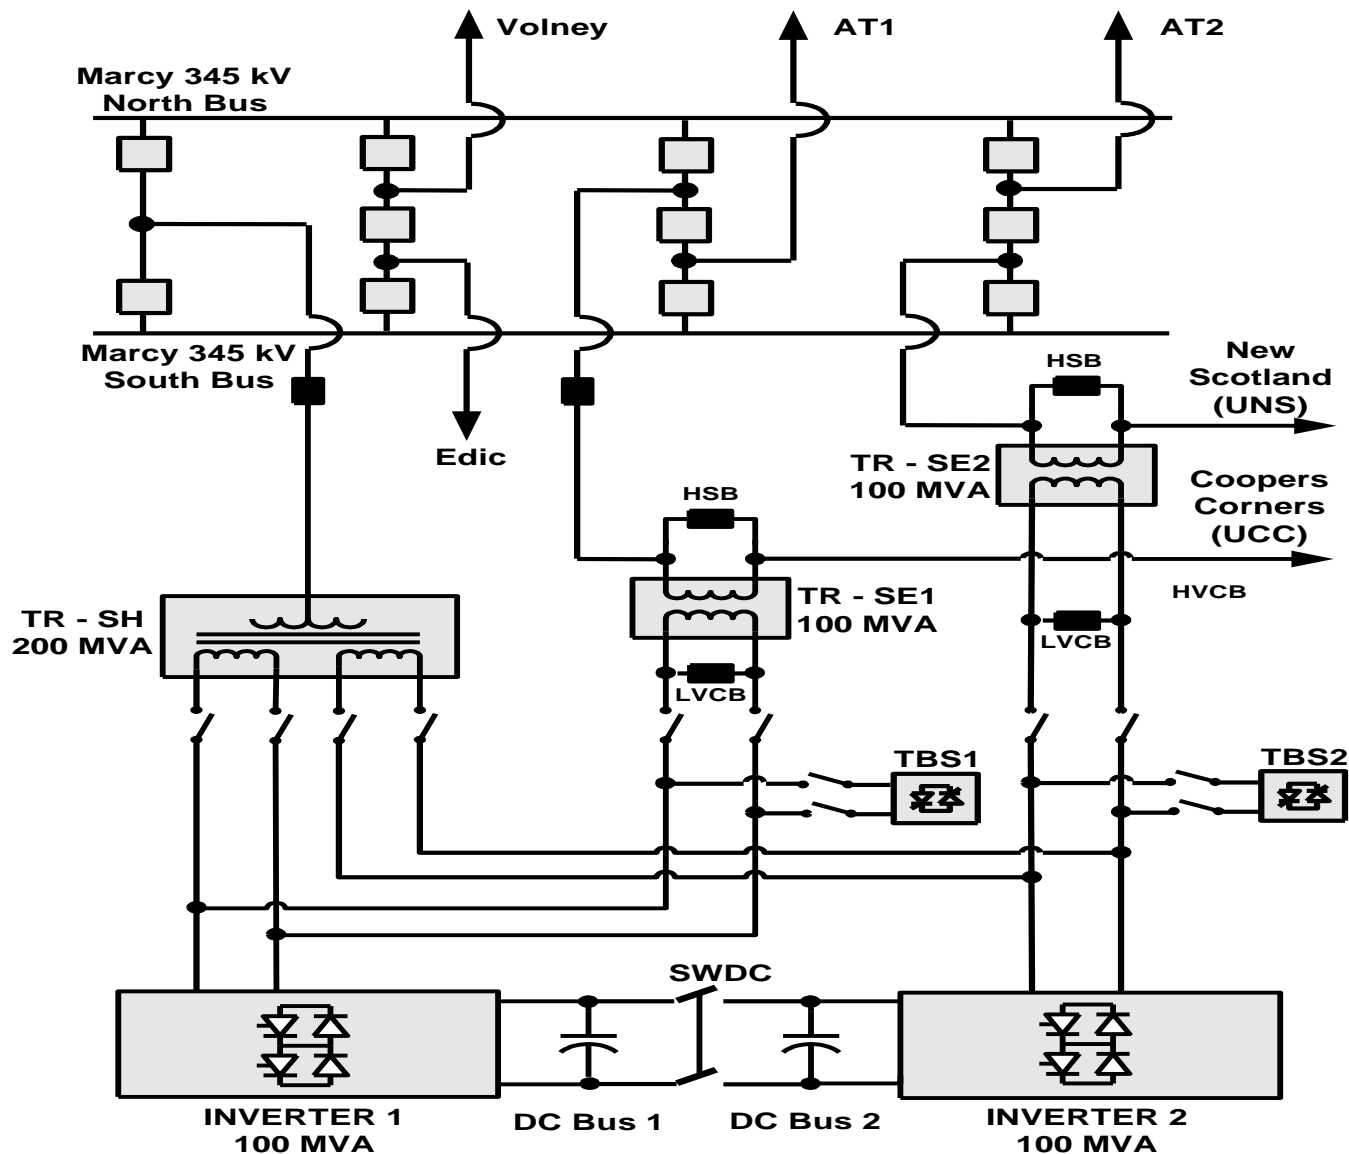 Volney
AT1
AT2
Marcy 345 kV
North Bus
Marcy 345 kV
South Bus
Edic
HSB
New
Scotland
(UNS)
TR - SE2
100 MVA
HSB
Coopers
Corners
(UCC)
HVCB
TR - SH
200 MVA
TR - SE1
100 MVA
LVCB
LVCB
TBS1
TBS2
SWDC
INVERTER 1
100 MVA
DC Bus 1
DC Bus 2
INVERTER 2
100 MVA